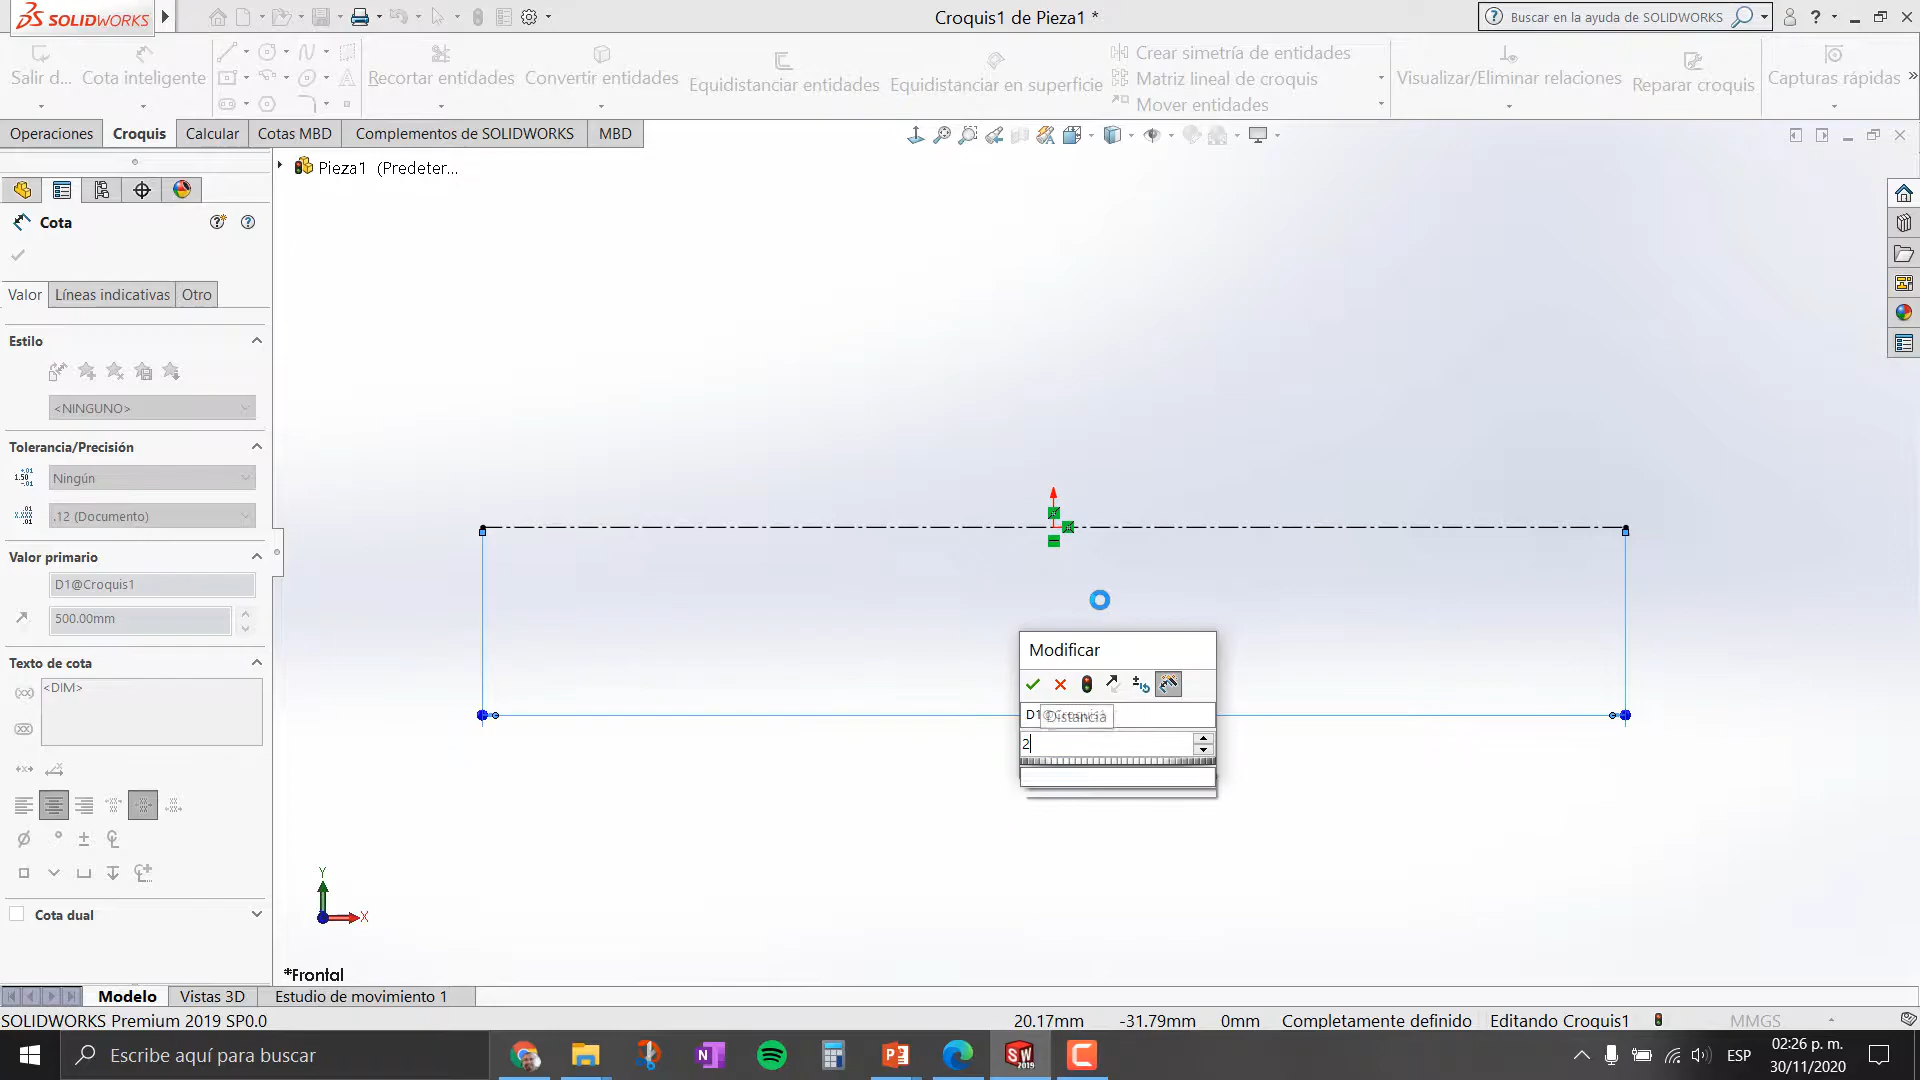 SOLIDWORKS
Croquis1 de Pieza1 *
Buscar en la ayuda de SOLIDWORKS
Salir d...
Cota inteligente
Recortar entidades
Convertir entidades
Equidistanciar entidades
Equidistanciar en superficie
Crear simetría de entidades
Matriz lineal de croquis
Mover entidades
Visualizar/Eliminar relaciones
Reparar croquis
Capturas rápidas
Operaciones
Croquis
Calcular
Cotas MBD
Complementos de SOLIDWORKS
MBD
Pieza1 (Predeter...
Cota
Valor
Líneas indicativas
Otro
Estilo
<NINGUNO>
Tolerancia/Precisión
Ningún
.12 (Documento)
Valor primario
D1@Croquis1
500.00mm
Texto de cota
<DIM>
Cota dual
Modificar
D1
Distancia
2
Y
X
*Frontal
Modelo
Vistas 3D
Estudio de movimiento 1
SOLIDWORKS Premium 2019 SP0.0
20.17mm
-31.79mm
0mm
Completamente definido
Editando Croquis1
MMGS
Escribe aquí para buscar
ESP
02:26 p. m.
30/11/2020